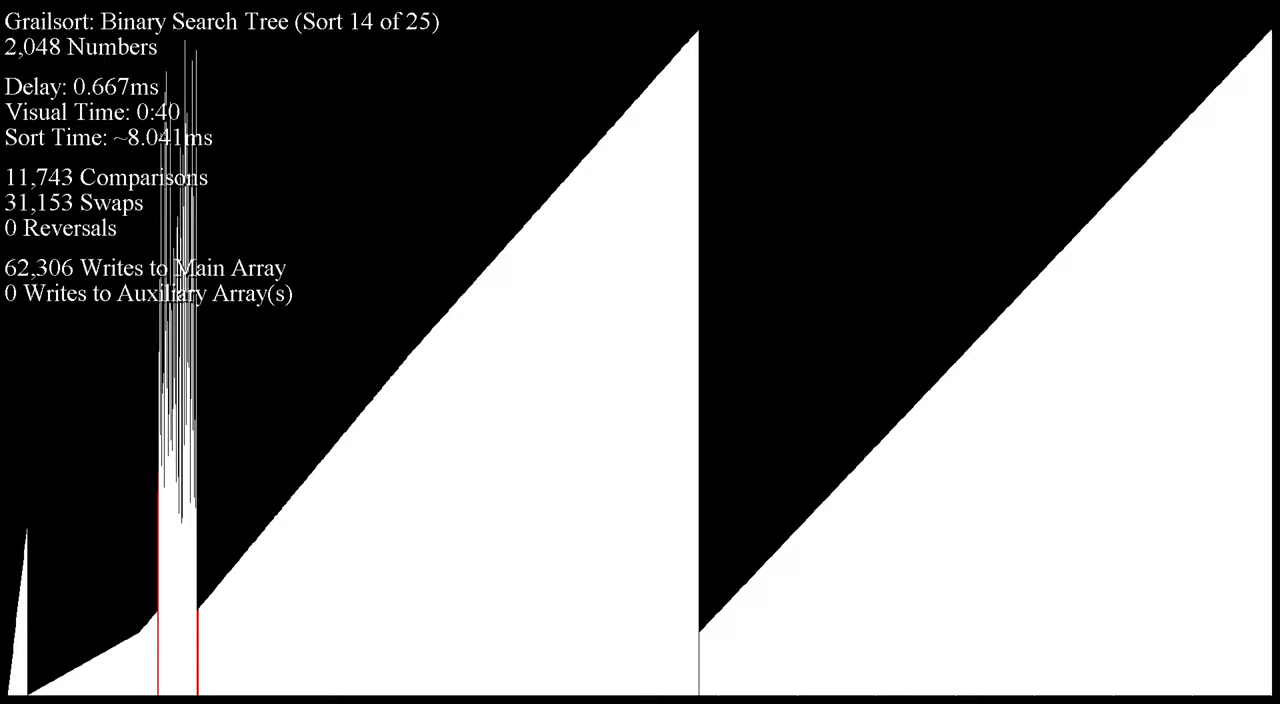 Grailsort: Binary Search Tree (Sort 14 of 25)
2,048 Numbers
Delay: 0.667ms
Visual Time: 0:40
Sort Time: ~8.041ms
11,743 Comparisons
31,153 Swaps
0 Reversals
62,306 Writes to Main Array
0 Writes to Auxiliary Array(s)